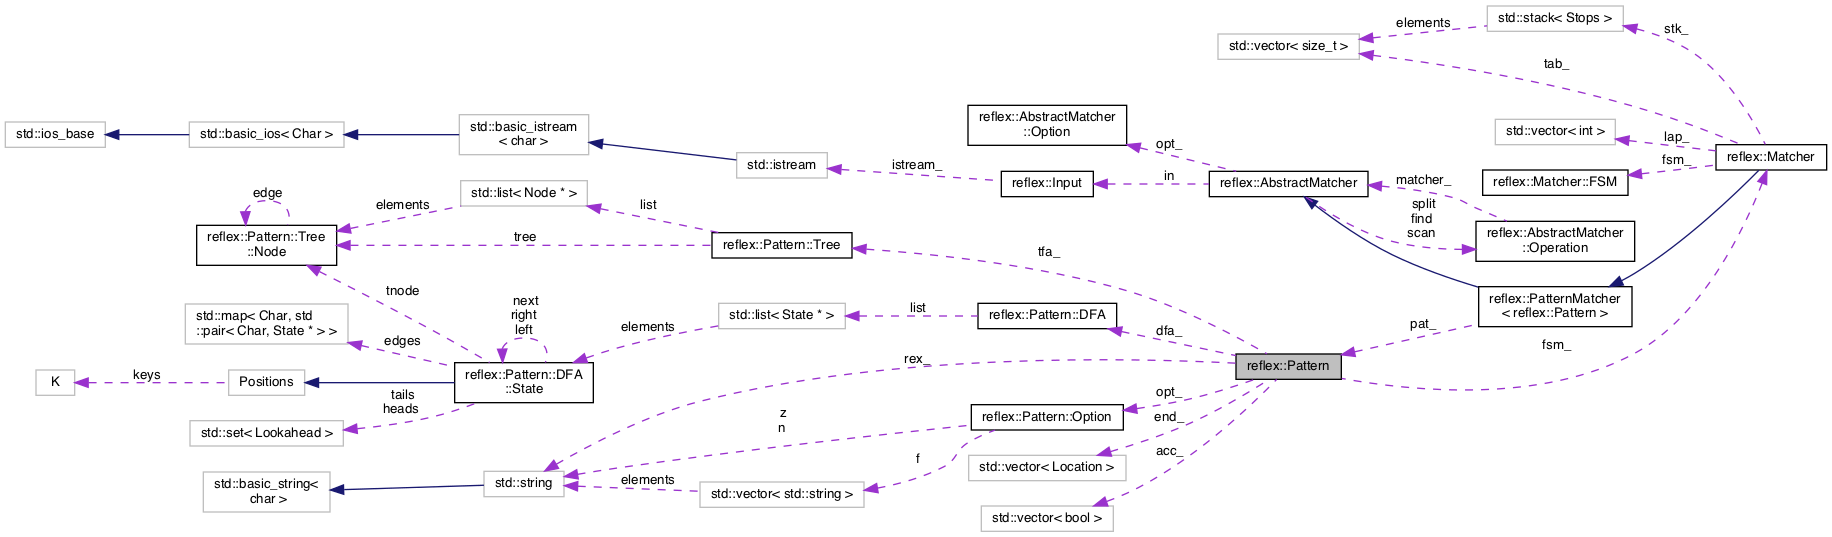 elements
std::stack< Stops >
stk_
std::vector< size_t >
tab_
reflex::AbstractMatcher
::Option
std::basic_istream
< char >
std::ios_base
std::basic_ios< Char >
std::vector< int >
lap_
opt_
reflex::Matcher
std::istream
istream_
fsm_
reflex::Input
in
reflex::AbstractMatcher
matcher_
reflex::Matcher::FSM
edge
std::list< Node * >
elements
list
split
find
scan
reflex::Pattern::Tree
::Node
tree
reflex::Pattern::Tree
reflex::AbstractMatcher
::Operation
tfa_
tnode
next
right
left
reflex::PatternMatcher
< reflex::Pattern >
std::map< Char, std
::pair< Char, State * > >
edges
elements
std::list< State * >
list
reflex::Pattern::DFA
dfa_
pat_
fsm_
rex_
reflex::Pattern
K
keys
Positions
reflex::Pattern::DFA
::State
tails
heads
opt_
z
n
reflex::Pattern::Option
end_
std::set< Lookahead >
acc_
f
std::vector< Location >
std::basic_string<
char >
std::string
elements
std::vector< std::string >
std::vector< bool >